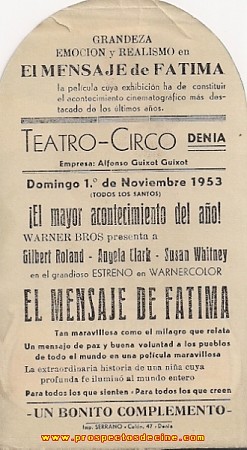 GRANDEZA
EMOCION y REALISMO en
El MENSAJE de FATIMA
la película cuya exhibición ha de constituir
el acontecimiento cinematográfico más des-
tacado de los últimos años.
TEATRO-CIRCO DENIA
Empresa: Alfonso Guixot Guixot
Domingo 1.º de Noviembre 1953
(TODOS LOS SANTOS)
¡El mayor acontecimiento del año!
WARNER BROS presenta a
Gilbert Roland - Angela Clark - Susan Whitney
en el grandioso ESTRENO en WARNERCOLOR
EL MENSAJE DE FATIMA
Tan maravillosa como el milagro que relata
Un mensaje de paz y buena voluntad a los pueblos
de todo el mundo en una película maravillosa
La extraordinaria historia de una niña cuya
profunda fe iluminó al mundo entero
Para todos los que sienten - Para todos los que creen
-UN BONITO COMPLEMENTO-
Imp. SERRANO - Colón, 47 - Denia
www.prospectosdecine.com